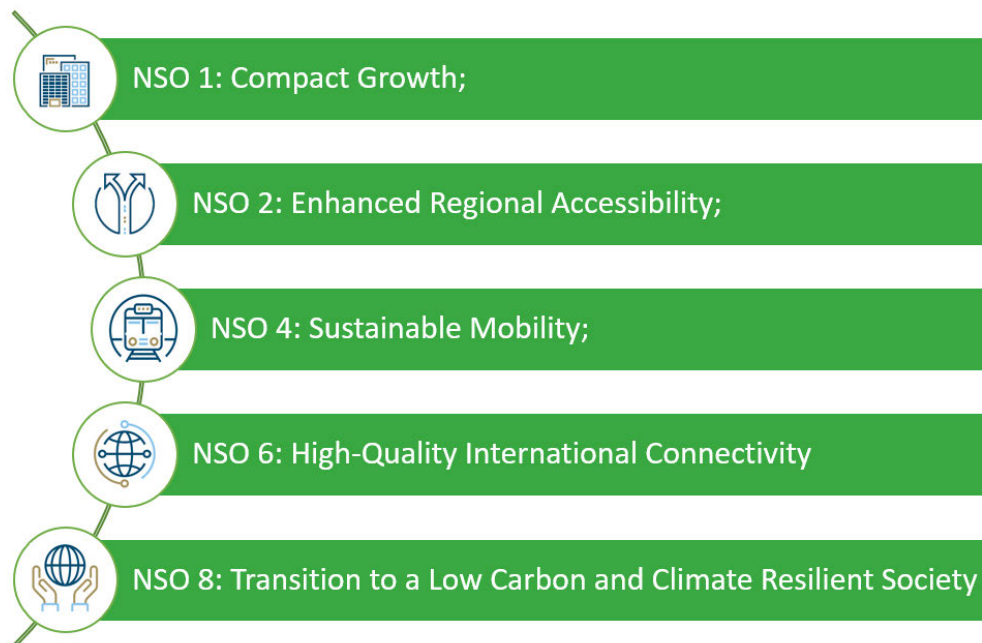 NSO 1: Compact Growth;
NSO 2: Enhanced Regional Accessibility;
NSO 4: Sustainable Mobility;
NSO 6: High-Quality International Connectivity
NSO 8: Transition to a Low Carbon and Climate Resilient Society